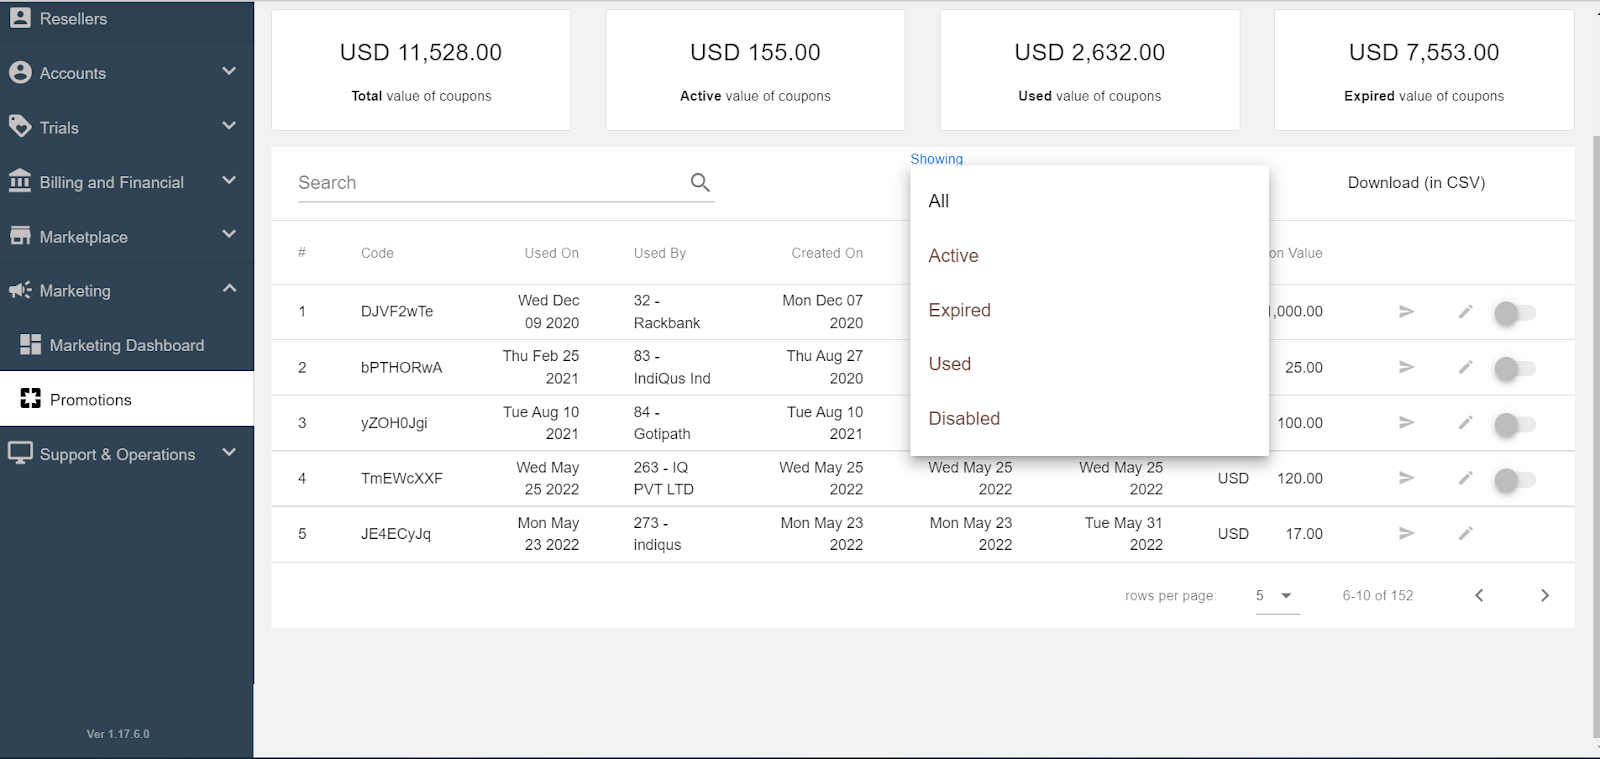 Resellers
Accounts
Trials
Billing and Financial
Marketplace
Marketing
Marketing Dashboard
Promotions
Support & Operations
Ver 1.17.6.0
USD 11,528.00
Total value of coupons
USD 155.00
Active value of coupons
USD 2,632.00
Used value of coupons
USD 7,553.00
Expired value of coupons
Search
Showing
All
Active
Expired
Used
Disabled
Download (in CSV)
# Code Used On Used By Created On on Value
1 DJVF2wTe Wed Dec 32 - Mon Dec 07 ,000.00
09 2020 Rackbank 2020
2 bPTHORwA Thu Feb 25 83 - Thu Aug 27 25.00
2021 IndiQus Ind 2020
3 yZOH0Jgi Tue Aug 10 84 - Tue Aug 10 100.00
2021 Gotipath 2021
4 TmEWcXXF Wed May 263 - IQ Wed May 25 Wed May 25 Wed May 25 USD 120.00
25 2022 PVT LTD 2022 2022 2022
5 JE4ECyJq Mon May 273 - Mon May 23 Mon May 23 Tue May 31 USD 17.00
23 2022 indiqus 2022 2022 2022
rows per page: 5 6-10 of 152